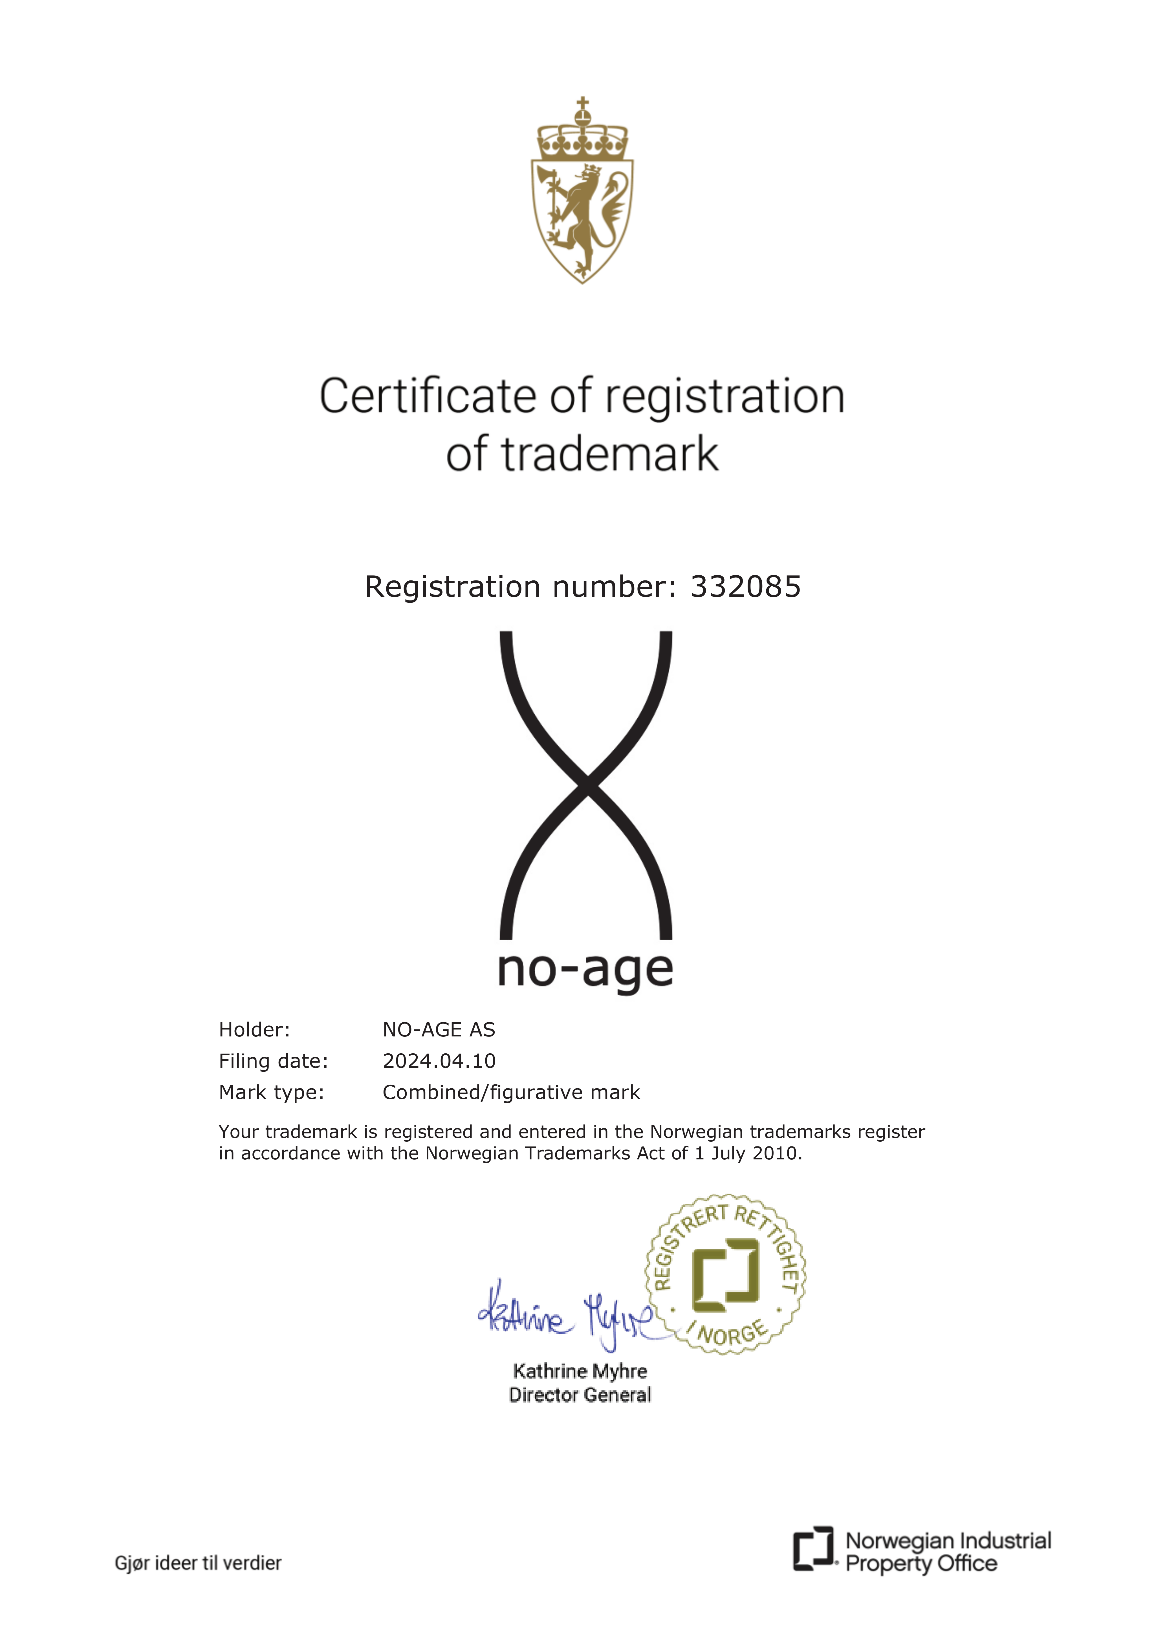 Certificate of registration
of trademark
Registration number: 332085
no-age
Holder: NO-AGE AS
Filing date: 2024.04.10
Mark type: Combined/figurative mark
Your trademark is registered and entered in the Norwegian trademarks register
in accordance with the Norwegian Trademarks Act of 1 July 2010.
REGISTRERT RETTIGHET
I NORGE
Kathrine Myhre
Kathrine Myhre
Director General
Gjør ideer til verdier
Norwegian Industrial
Property Office